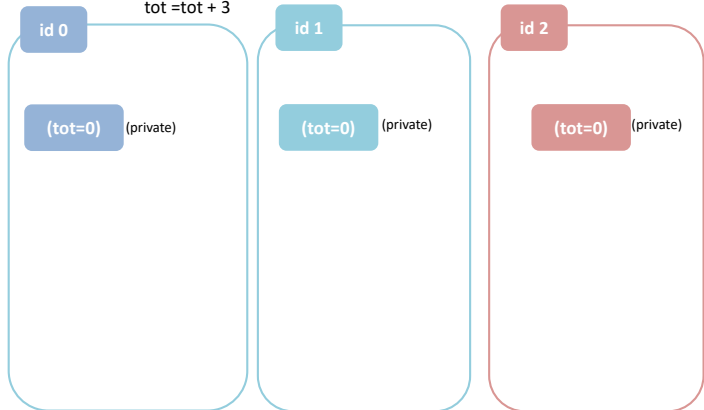 tot =tot + 3
id 0
id 1
id 2
(tot=0) (private)
(tot=0) (private)
(tot=0) (private)